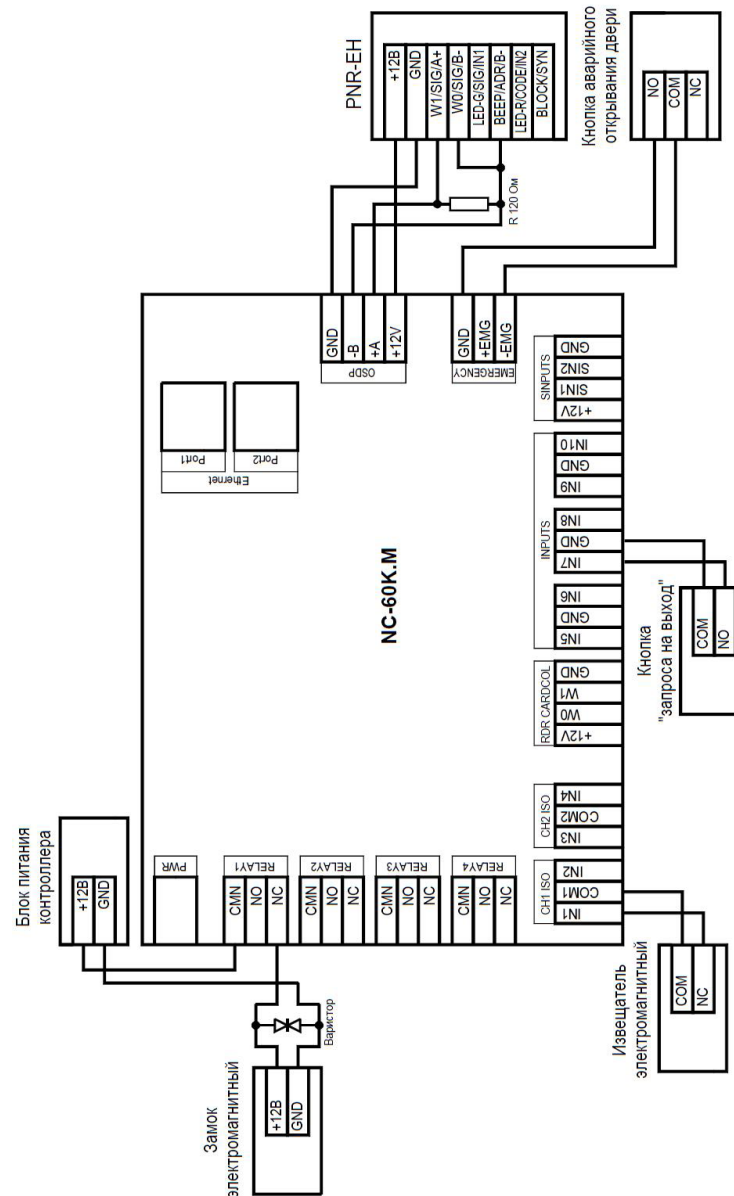 PNR-EH
+12В
GND
W1/SIG/A+
W0/SIG/B-
LED-G/SIG/IN1
BEEP/ADR/B-
LED-R/CODE/IN2
BLOCK/SYN
Кнопка аварийного
открывания двери
NO
COM
NC
R 120 Ом
GND
-B
+A
+12V
OSDP
GND
+EMG
-EMG
EMERGENCY
Port1
Port2
Ethernet
NC-60K.M
SINPUTS
GND
SIN2
SIN1
+12V
INPUTS
IN10
GND
IN9
IN8
GND
IN7
IN6
GND
IN5
RDR CARDCOL
GND
W1
W0
+12V
CH2 ISO
IN4
COM2
IN3
CH1 ISO
IN2
COM1
IN1
PWR
CMN
NO
NC
RELAY1
CMN
NO
NC
RELAY2
CMN
NO
NC
RELAY3
CMN
NO
NC
RELAY4
Блок питания
контроллера
+12В
GND
Варистор
Замок
электромагнитный
+12В
GND
Извещатель
электромагнитный
COM
NC
Кнопка
"запроса на выход"
COM
NO